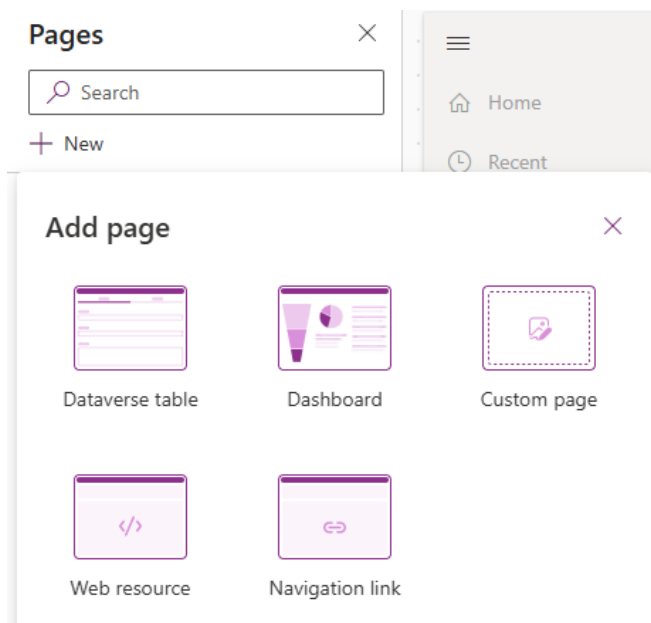 Pages
Search
New
Home
Recent
Add page
Dataverse table
Dashboard
Custom page
Web resource
Navigation link